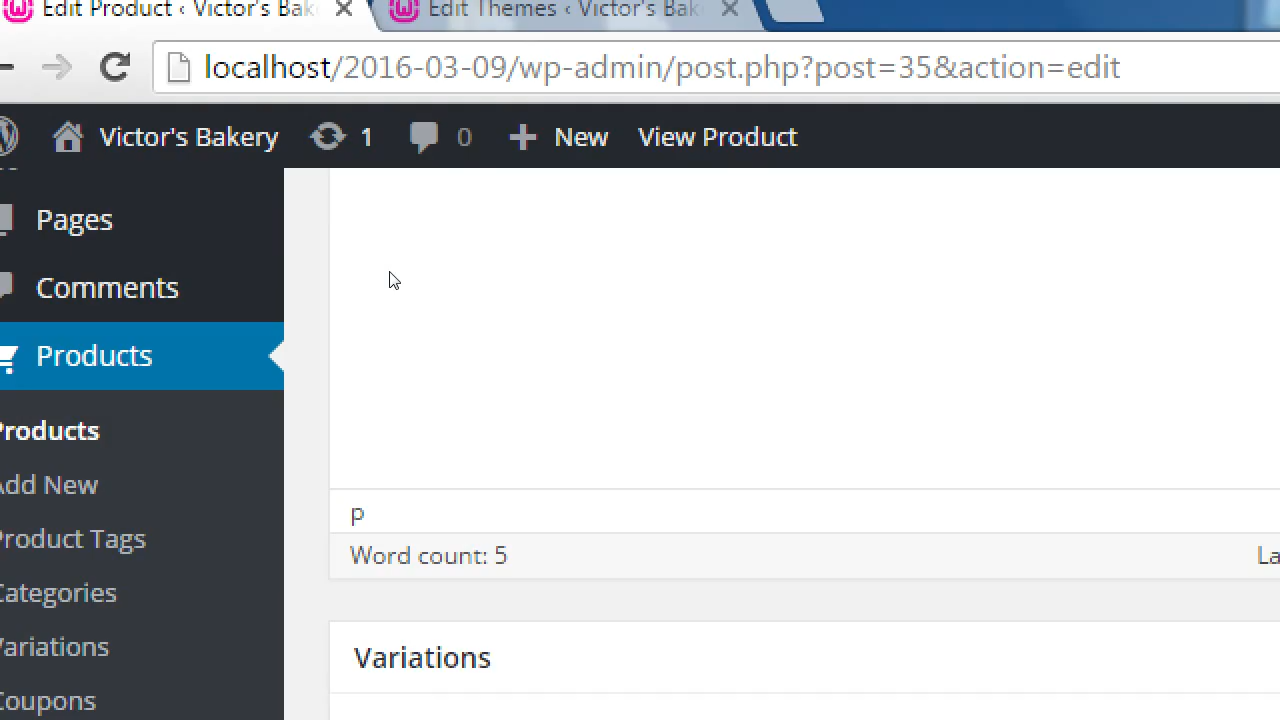 Edit Product ‹ Victor's Bak
Edit Themes ‹ Victor's Bak
localhost/2016-03-09/wp-admin/post.php?post=35&action=edit
Victor's Bakery 1 0 New View Product
Pages
Comments
Products
Products
Add New
Product Tags
Categories
Variations
Coupons
p
Word count: 5
La
Variations